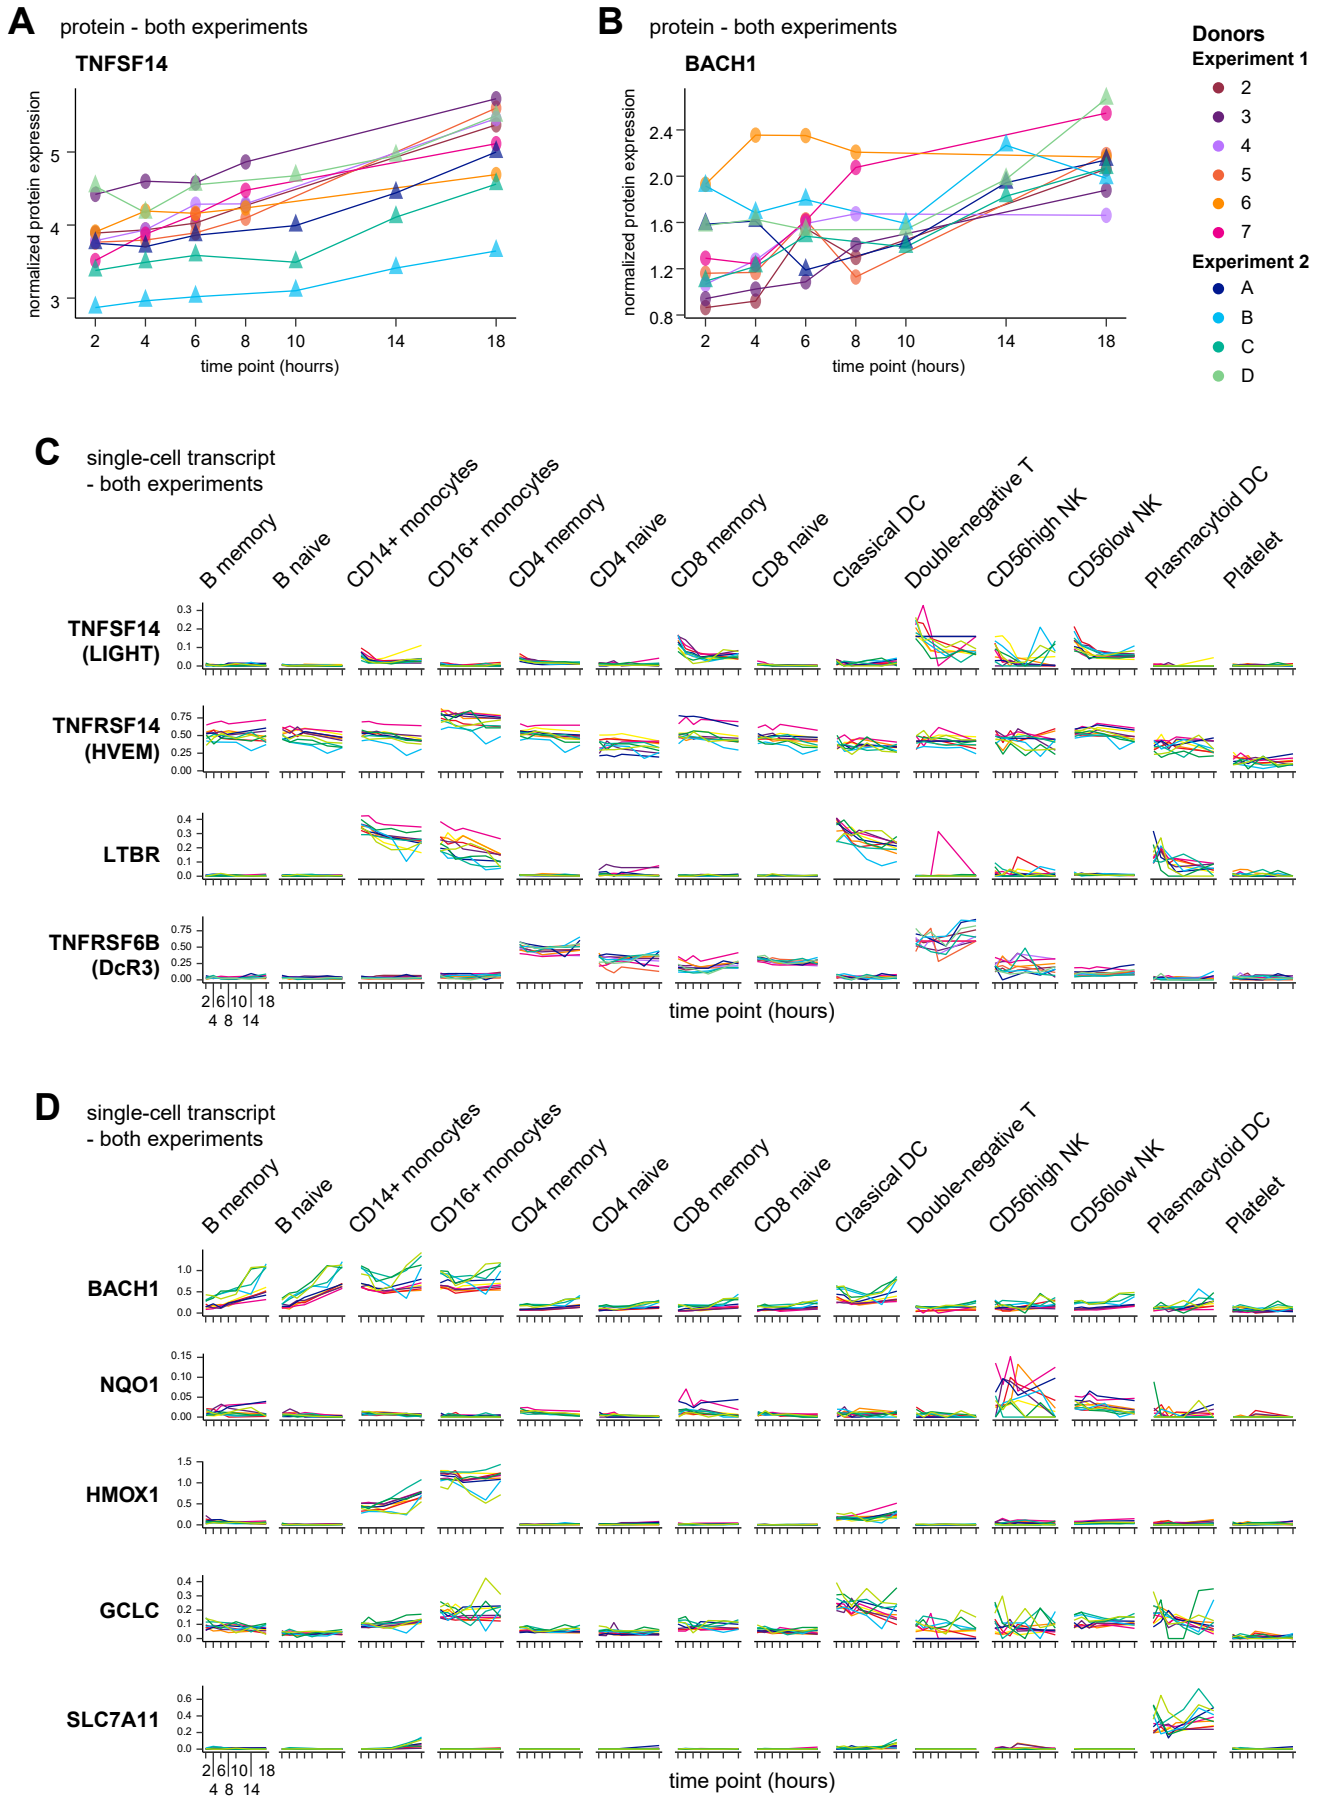 A protein - both experiments
TNFSF14
normalized protein expression
5
4
3
2 4 6 8 10 14 18
time point (hourrs)
B protein - both experiments
BACH1
normalized protein expression
2.4
2.0
1.6
1.2
0.8
2 4 6 8 10 14 18
time point (hours)
Donors
Experiment 1
2
3
4
5
6
7
Experiment 2
A
B
C
D
C single-cell transcript
- both experiments
B memory
B naive
CD14+ monocytes
CD16+ monocytes
CD4 memory
CD4 naive
CD8 memory
CD8 naive
Classical DC
Double-negative T
CD56high NK
CD56low NK
Plasmacytoid DC
Platelet
TNFSF14
(LIGHT)
0.3
0.2
0.1
0.0
TNFRSF14
(HVEM)
0.75
0.50
0.25
0.00
LTBR
0.4
0.3
0.2
0.1
0.0
TNFRSF6B
(DcR3)
0.75
0.50
0.25
0.00
2 6 10 18
4 8 14
time point (hours)
D single-cell transcript
- both experiments
B memory
B naive
CD14+ monocytes
CD16+ monocytes
CD4 memory
CD4 naive
CD8 memory
CD8 naive
Classical DC
Double-negative T
CD56high NK
CD56low NK
Plasmacytoid DC
Platelet
BACH1
1.0
0.5
0.0
NQO1
0.15
0.10
0.05
0.00
HMOX1
1.5
1.0
0.5
0.0
GCLC
0.4
0.3
0.2
0.1
0.0
SLC7A11
0.6
0.4
0.2
0.0
2 6 10 18
4 8 14
time point (hours)